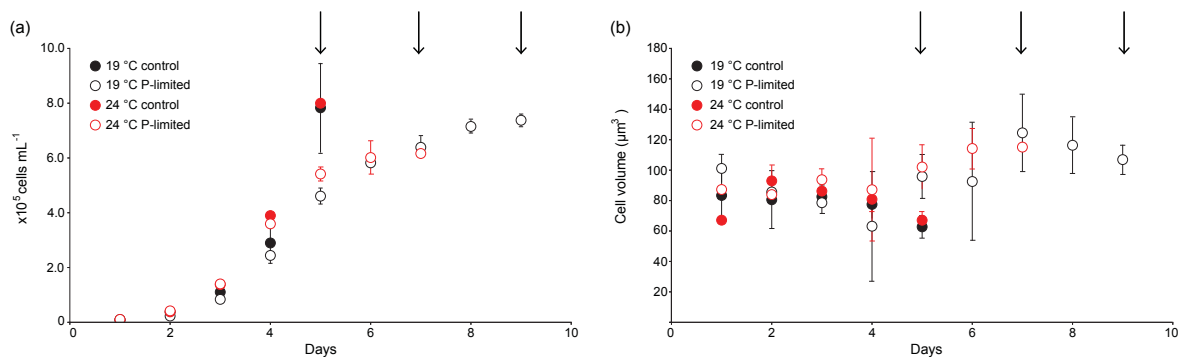 (a)
10.0
8.0
6.0
4.0
2.0
0
0
2
4
6
8
10
x10⁵ cells mL⁻¹
Days
19 °C control
19 °C P-limited
24 °C control
24 °C P-limited
(b)
180
160
140
120
100
80
60
40
20
0
2
4
6
8
10
Cell volume (µm³)
Days
19 °C control
19 °C P-limited
24 °C control
24 °C P-limited